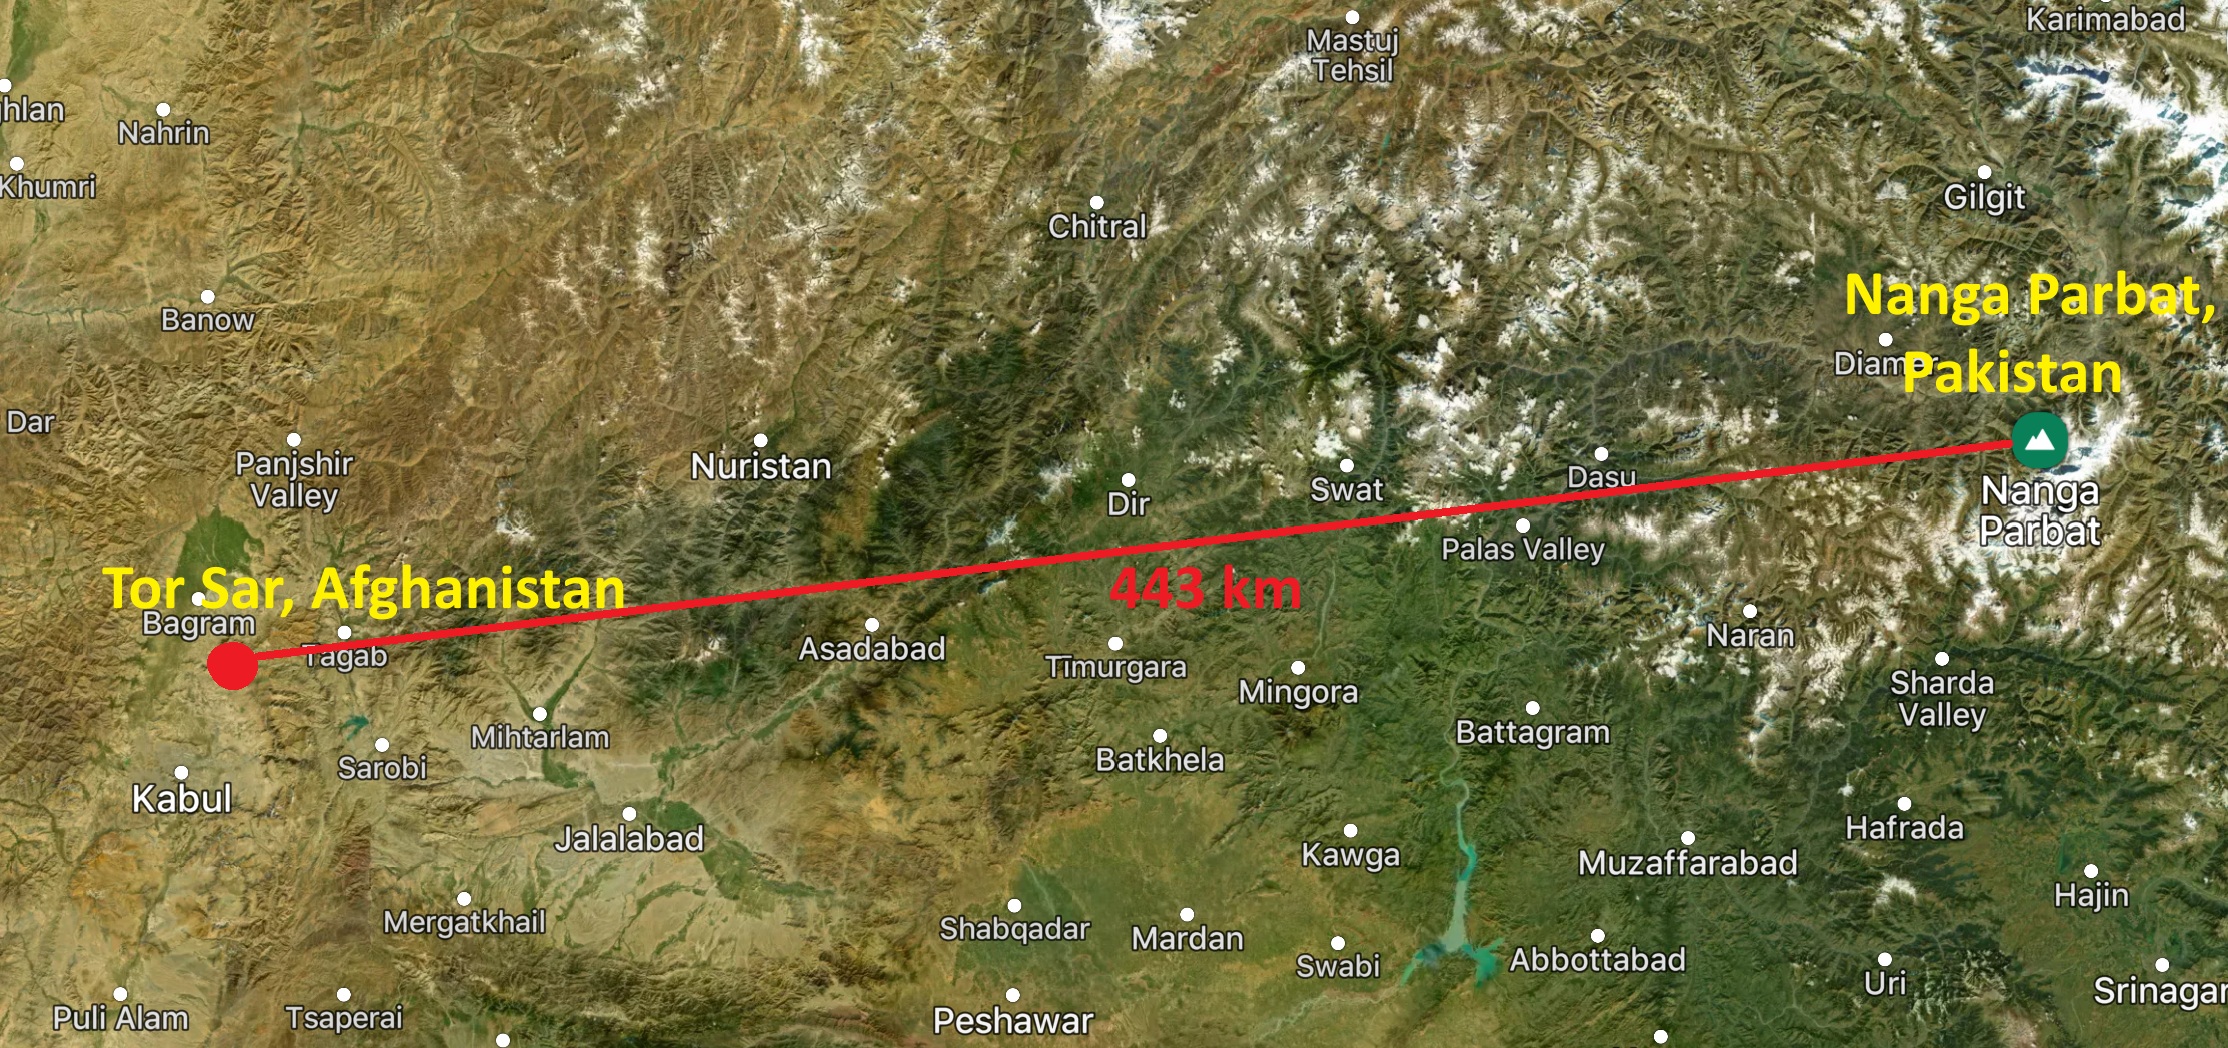 Karimabad
Mastuj
Tehsil
hlan
Nahrin
Khumri
Gilgit
Chitral
Nanga Parbat,
Pakistan
Banow
Dar
Panjshir
Valley
Nuristan
Dir
Swat
Dasu
Nanga
Parbat
Palas Valley
Tor Sar, Afghanistan
443 km
Bagram
Tagab
Asadabad
Timurgara
Mingora
Naran
Sharda
Valley
Mihtarlam
Sarobi
Batkhela
Battagram
Kabul
Jalalabad
Kawga
Muzaffarabad
Hafrada
Mergatkhail
Shabqadar
Mardan
Swabi
Abbottabad
Hajin
Uri
Srinagar
Puli Alam
Tsaperai
Peshawar